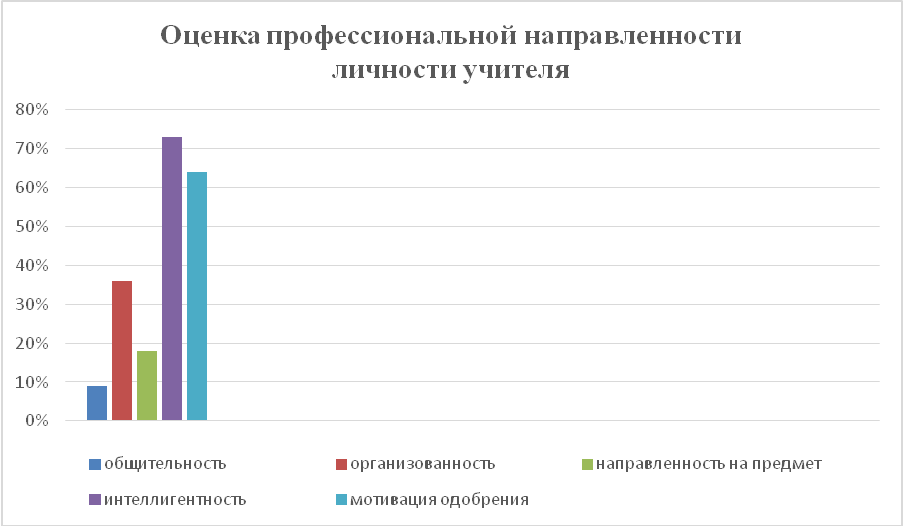 Оценка профессиональной направленности
личности учителя
80%
70%
60%
50%
40%
30%
20%
10%
0%
общительность организованность направленность на предмет
интеллигентность мотивация одобрения